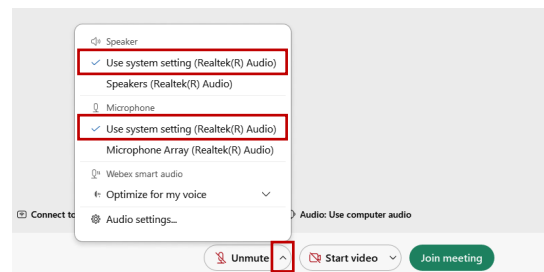 Speaker
Use system setting (Realtek(R) Audio)
Speakers (Realtek(R) Audio)
Microphone
Use system setting (Realtek(R) Audio)
Microphone Array (Realtek(R) Audio)
Webex smart audio
Optimize for my voice
Audio settings...
Connect to Audio: Use computer audio
Unmute Start video Join meeting